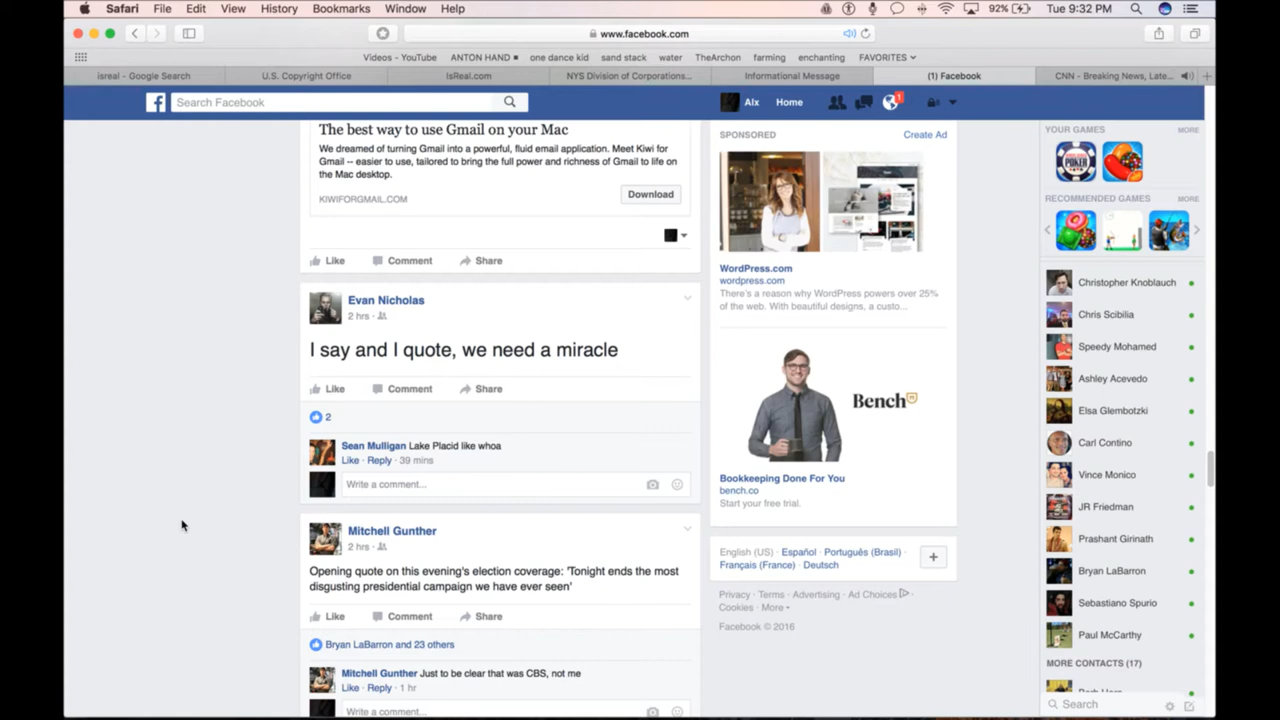 Safari File Edit View History Bookmarks Window Help
92% Tue 9:32 PM
www.facebook.com
Videos - YouTube ANTON HAND ■ one dance kid sand stack water TheArchon farming enchanting FAVORITES
isreal - Google Search U.S. Copyright Office IsReal.com NYS Division of Corporations... Informational Message (1) Facebook CNN - Breaking News, Late...
Search Facebook
Alx Home
1
The best way to use Gmail on your Mac
We dreamed of turning Gmail into a powerful, fluid email application. Meet Kiwi for
Gmail -- easier to use, tailored to bring the full power and richness of Gmail to life on
the Mac desktop.
KIWIFORGMAIL.COM
Download
Like Comment Share
Evan Nicholas
2 hrs ·
I say and I quote, we need a miracle
Like Comment Share
2
Sean Mulligan Lake Placid like whoa
Like · Reply · 39 mins
Write a comment...
Mitchell Gunther
2 hrs ·
Opening quote on this evening's election coverage: 'Tonight ends the most
disgusting presidential campaign we have ever seen'
Like Comment Share
Bryan LaBarron and 23 others
Mitchell Gunther Just to be clear that was CBS, not me
Like · Reply · 1 hr
Write a comment...
SPONSORED Create Ad
WordPress.com
wordpress.com
There's a reason why WordPress powers over 25%
of the web. With beautiful designs, a custo...
Bench
Bookkeeping Done For You
bench.co
Start your free trial.
English (US) · Español · Português (Brasil) ·
Français (France) · Deutsch
+
Privacy · Terms · Advertising · Ad Choices ·
Cookies · More
Facebook © 2016
YOUR GAMES MORE
POKER
RECOMMENDED GAMES MORE
Christopher Knoblauch
Chris Scibilia
Speedy Mohamed
Ashley Acevedo
Elsa Glembotzki
Carl Contino
Vince Monico
JR Friedman
Prashant Girinath
Bryan LaBarron
Sebastiano Spurio
Paul McCarthy
MORE CONTACTS (17)
Search